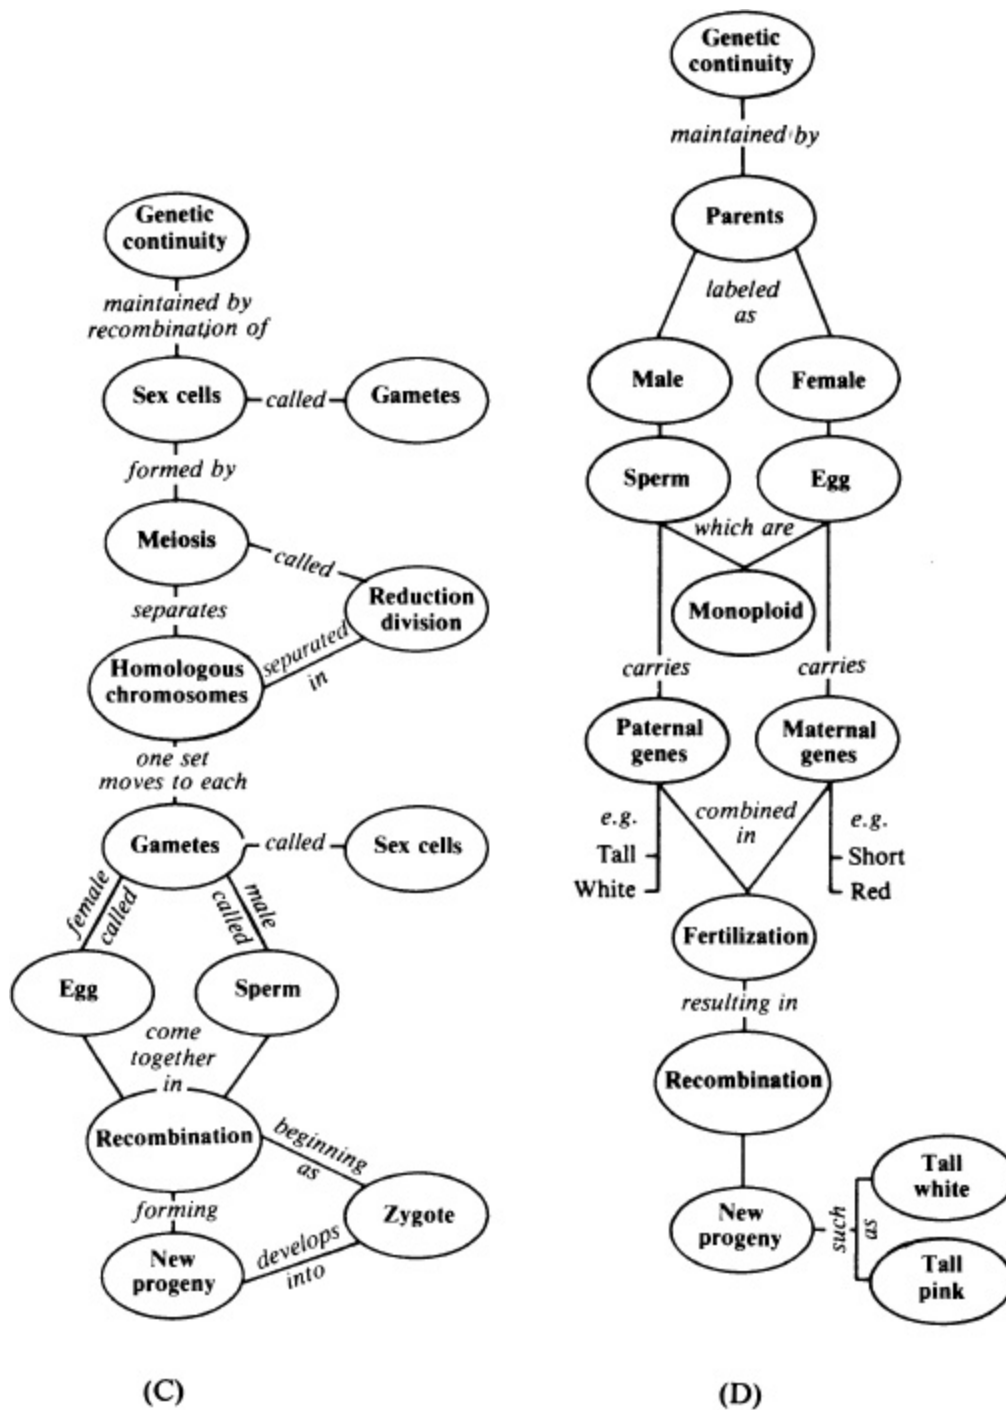 Genetic
continuity
maintained by
recombination of
Sex cells
called
Gametes
formed by
Meiosis
called
separates
Reduction
division
Homologous
chromosomes
separated
in
one set
moves to each
Gametes
called
Sex cells
female
called
male
called
Egg
Sperm
come
together
in
Recombination
beginning
as
forming
Zygote
New
progeny
develops
into
(C)
Genetic
continuity
maintained by
Parents
labeled
as
Male
Female
Sperm
Egg
which are
Monoploid
carries
carries
Paternal
genes
Maternal
genes
e.g.
combined
in
e.g.
Tall
Short
White
Red
Fertilization
resulting in
Recombination
New
progeny
such
as
Tall
white
Tall
pink
(D)